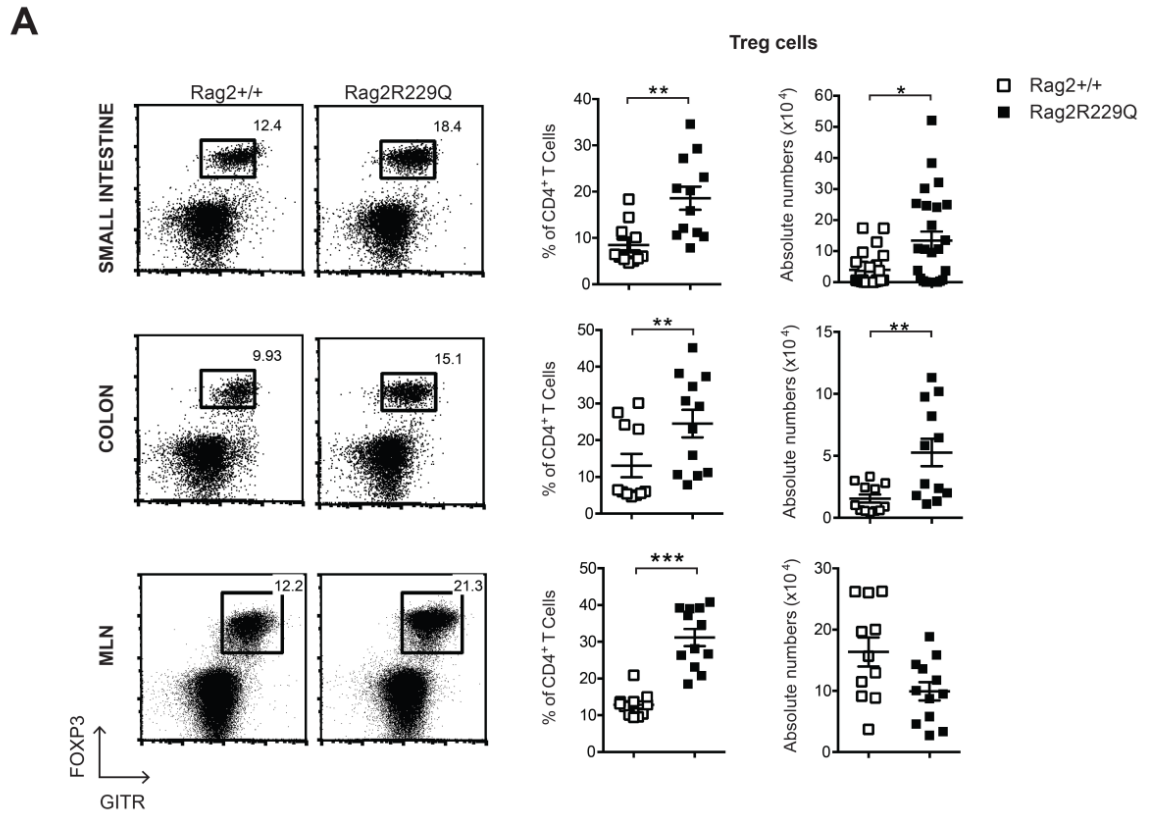 A
Treg cells
Rag2+/+
Rag2R229Q
Rag2+/+
Rag2R229Q
SMALL INTESTINE
12.4
18.4
% of CD4⁺ T Cells
40
30
20
10
0
**
Absolute numbers (x10⁴)
60
50
40
30
20
10
0
*
COLON
9.93
15.1
% of CD4⁺ T Cells
50
40
30
20
10
0
**
Absolute numbers (x10⁴)
15
10
5
0
**
MLN
12.2
21.3
% of CD4⁺ T Cells
50
40
30
20
10
0
***
Absolute numbers (x10⁴)
30
20
10
0
FOXP3
GITR